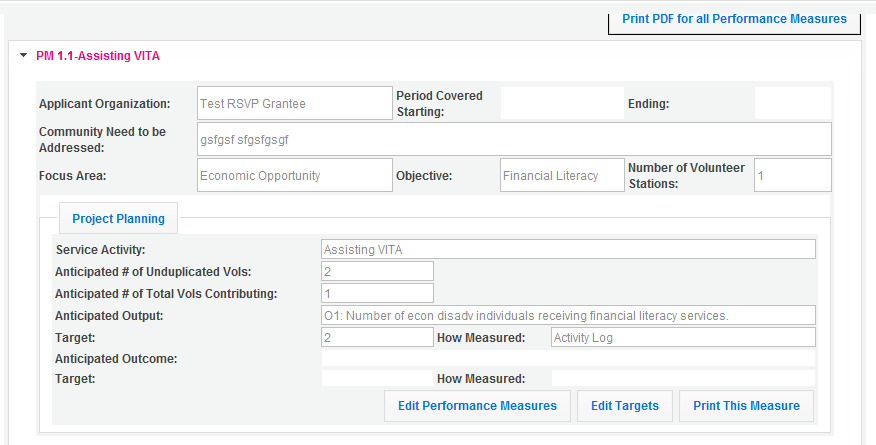 Print PDF for all Performance Measures
PM 1.1-Assisting VITA
Applicant Organization: Test RSVP Grantee Period Covered Starting: Ending:
Community Need to be Addressed: gsfgsf sfgsfgsgf
Focus Area: Economic Opportunity Objective: Financial Literacy Number of Volunteer Stations: 1
Project Planning
Service Activity: Assisting VITA
Anticipated # of Unduplicated Vols: 2
Anticipated # of Total Vols Contributing: 1
Anticipated Output: O1: Number of econ disadv individuals receiving financial literacy services.
Target: 2 How Measured: Activity Log
Anticipated Outcome:
Target: How Measured:
Edit Performance Measures Edit Targets Print This Measure